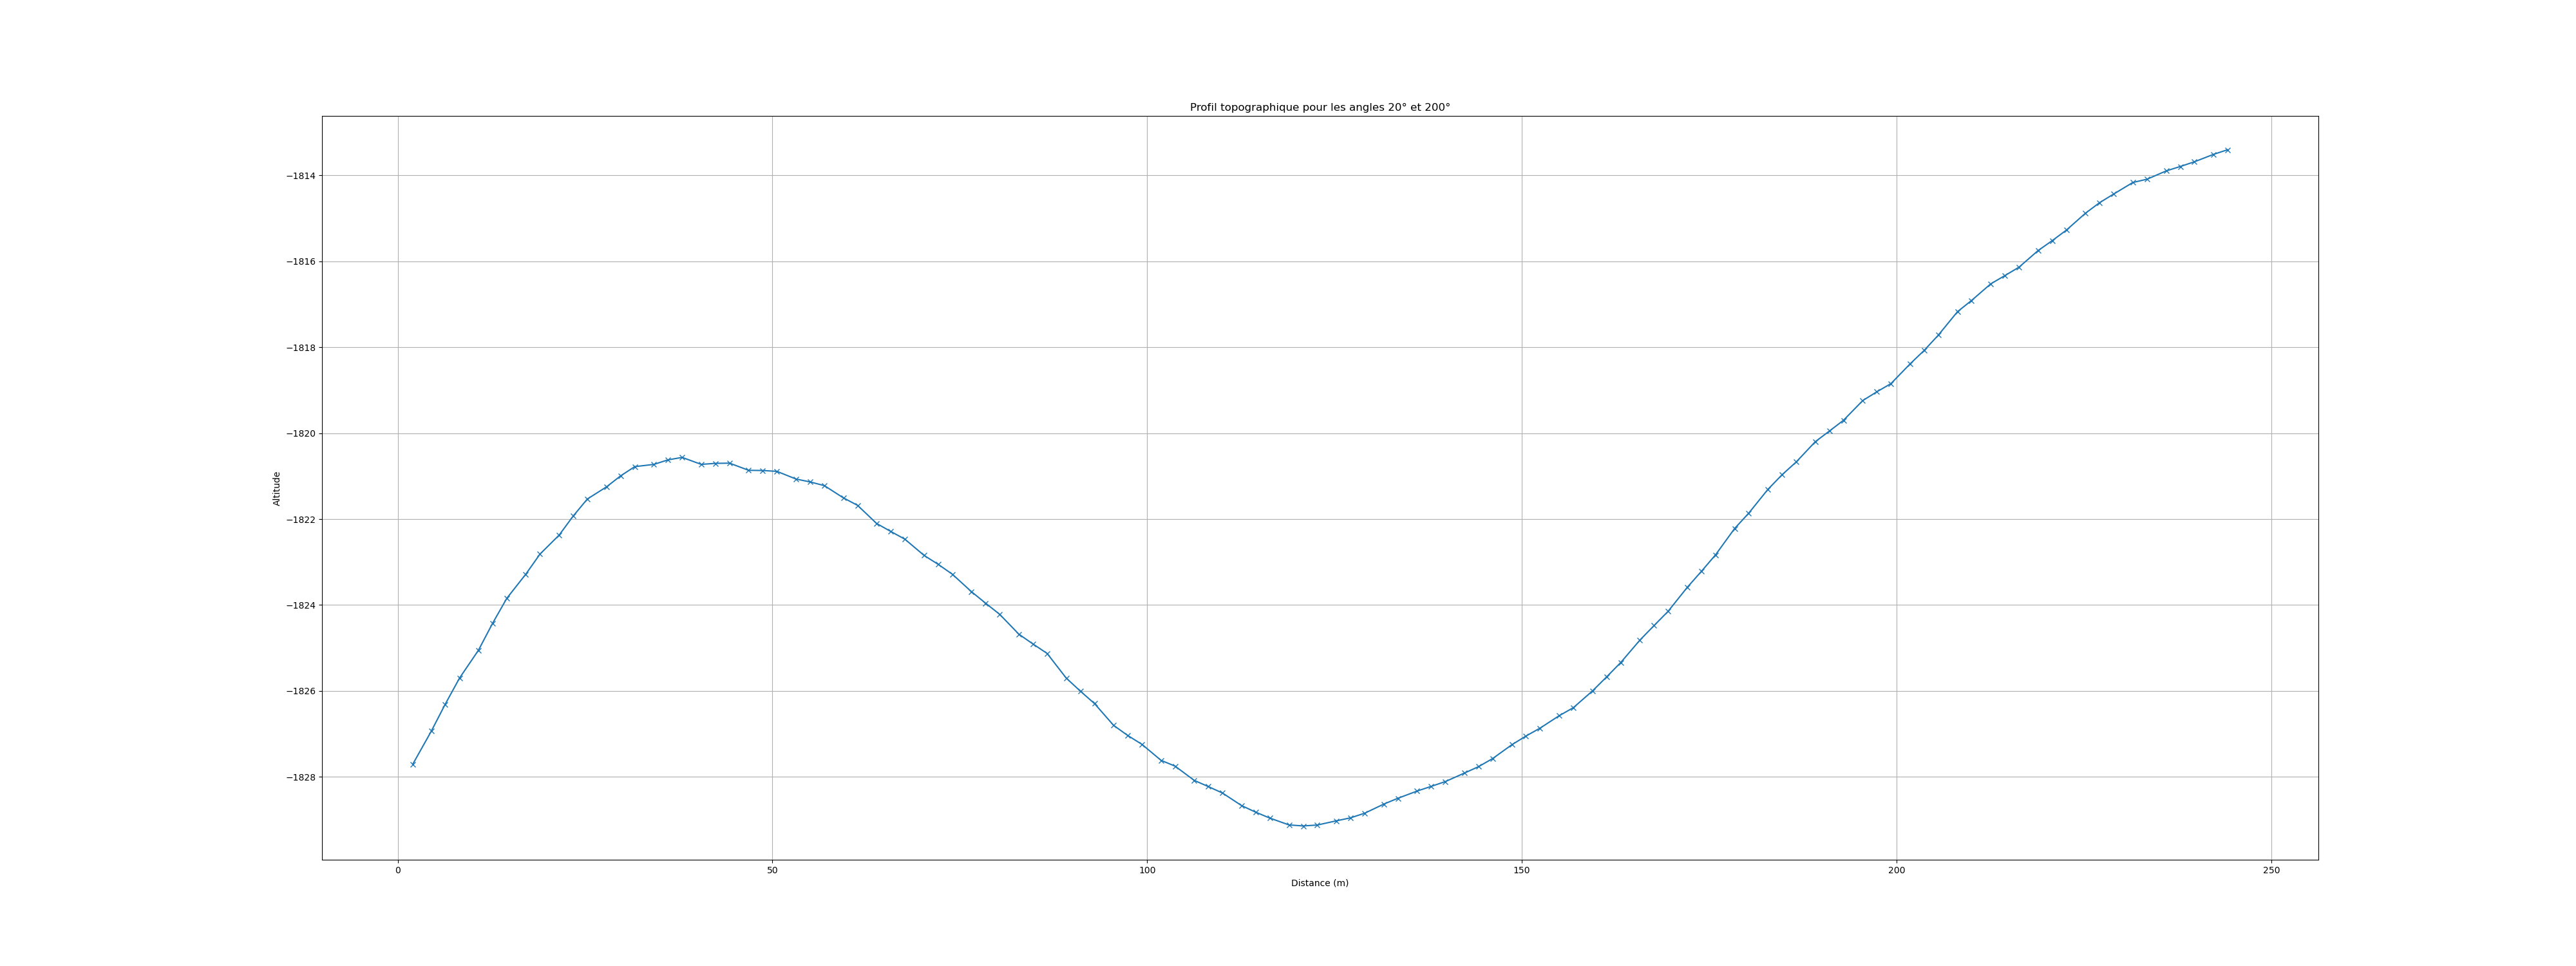 Profil topographique pour les angles 20° et 200°
Altitude
−1814
−1816
−1818
−1820
−1822
−1824
−1826
−1828
0 50 100 150 200 250
Distance (m)